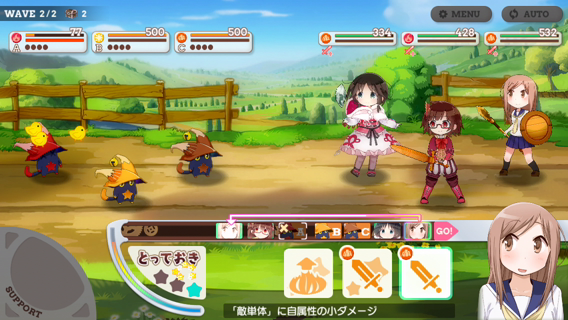 WAVE 2/2 2
MENU
AUTO
77
500
500
334
428
532
A
B
C
B
C
GO!
とっておき
SUPPORT
「敵単体」に自属性の小ダメージ